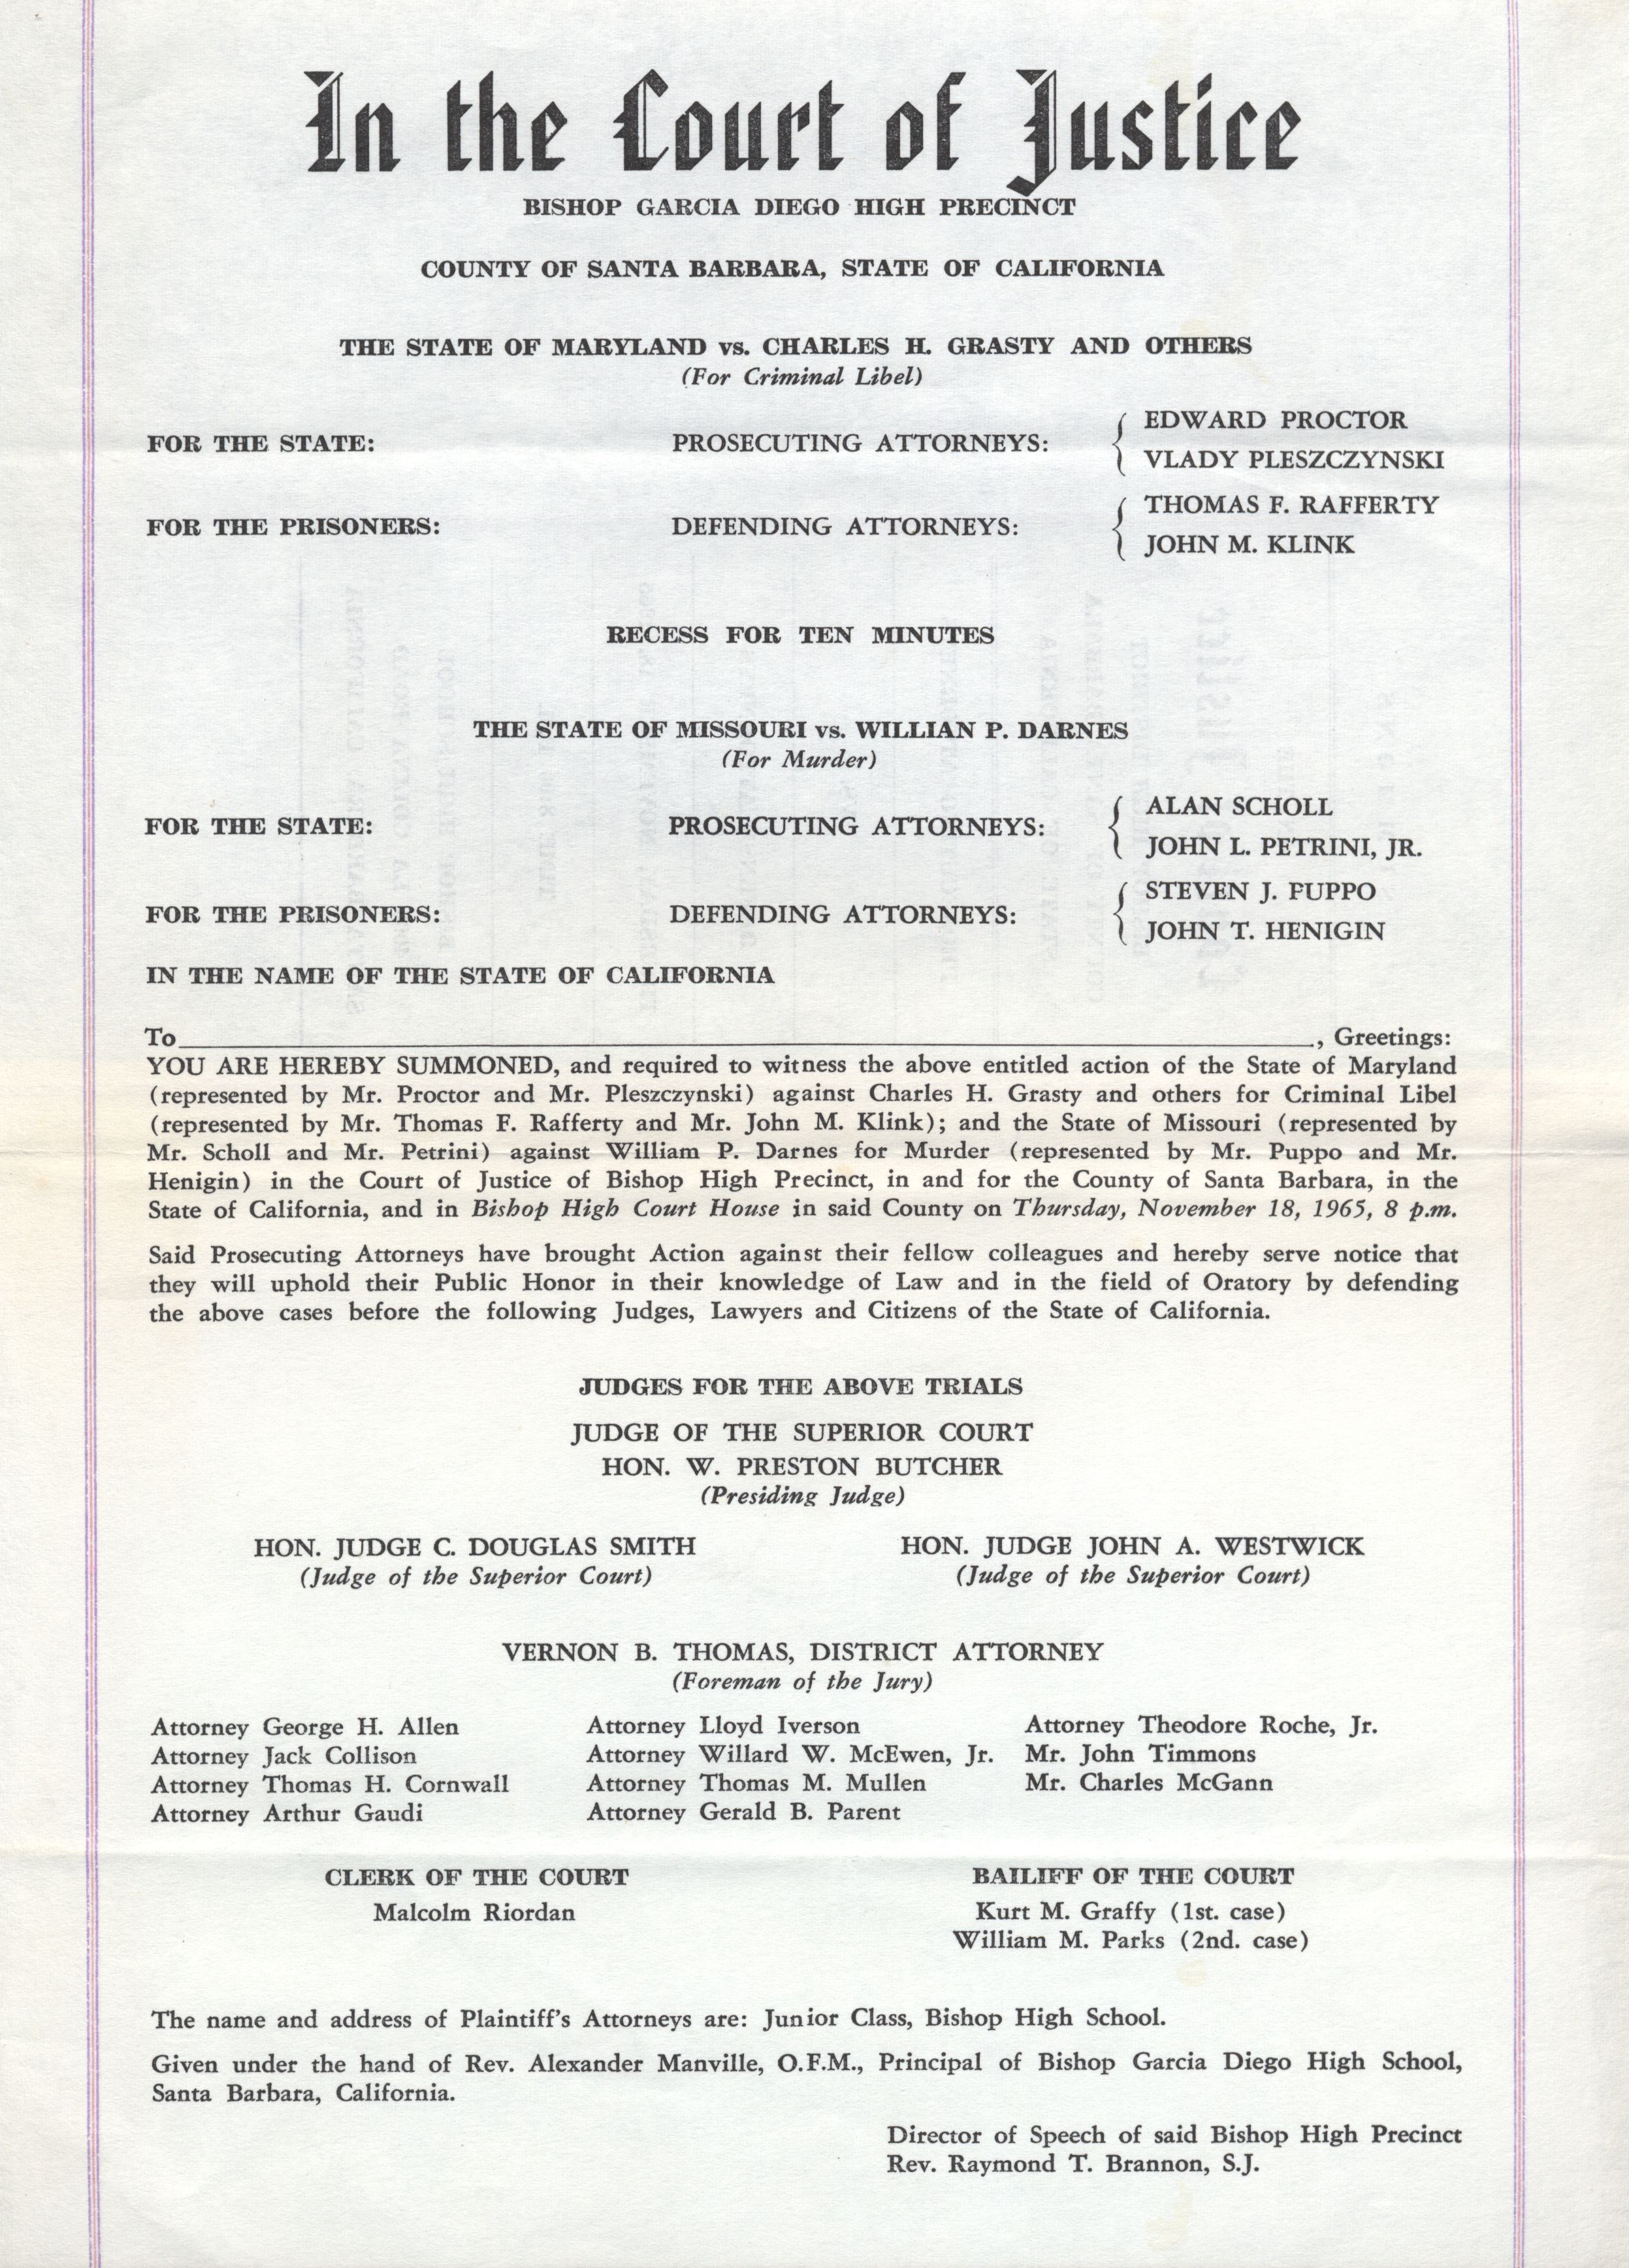 In the Court of Justice
BISHOP GARCIA DIEGO HIGH PRECINCT
COUNTY OF SANTA BARBARA, STATE OF CALIFORNIA
THE STATE OF MARYLAND vs. CHARLES H. GRASTY AND OTHERS
(For Criminal Libel)
FOR THE STATE: PROSECUTING ATTORNEYS: { EDWARD PROCTOR
VLADY PLESZCZYNSKI
FOR THE PRISONERS: DEFENDING ATTORNEYS: { THOMAS F. RAFFERTY
JOHN M. KLINK
RECESS FOR TEN MINUTES
THE STATE OF MISSOURI vs. WILLIAN P. DARNES
(For Murder)
FOR THE STATE: PROSECUTING ATTORNEYS: { ALAN SCHOLL
JOHN L. PETRINI, JR.
FOR THE PRISONERS: DEFENDING ATTORNEYS: { STEVEN J. PUPPO
JOHN T. HENIGIN
IN THE NAME OF THE STATE OF CALIFORNIA
To , Greetings:
YOU ARE HEREBY SUMMONED, and required to witness the above entitled action of the State of Maryland
(represented by Mr. Proctor and Mr. Pleszczynski) against Charles H. Grasty and others for Criminal Libel
(represented by Mr. Thomas F. Rafferty and Mr. John M. Klink); and the State of Missouri (represented by
Mr. Scholl and Mr. Petrini) against William P. Darnes for Murder (represented by Mr. Puppo and Mr.
Henigin) in the Court of Justice of Bishop High Precinct, in and for the County of Santa Barbara, in the
State of California, and in Bishop High Court House in said County on Thursday, November 18, 1965, 8 p.m.
Said Prosecuting Attorneys have brought Action against their fellow colleagues and hereby serve notice that
they will uphold their Public Honor in their knowledge of Law and in the field of Oratory by defending
the above cases before the following Judges, Lawyers and Citizens of the State of California.
JUDGES FOR THE ABOVE TRIALS
JUDGE OF THE SUPERIOR COURT
HON. W. PRESTON BUTCHER
(Presiding Judge)
HON. JUDGE C. DOUGLAS SMITH HON. JUDGE JOHN A. WESTWICK
(Judge of the Superior Court) (Judge of the Superior Court)
VERNON B. THOMAS, DISTRICT ATTORNEY
(Foreman of the Jury)
Attorney George H. Allen Attorney Lloyd Iverson Attorney Theodore Roche, Jr.
Attorney Jack Collison Attorney Willard W. McEwen, Jr. Mr. John Timmons
Attorney Thomas H. Cornwall Attorney Thomas M. Mullen Mr. Charles McGann
Attorney Arthur Gaudi Attorney Gerald B. Parent
CLERK OF THE COURT BAILIFF OF THE COURT
Malcolm Riordan Kurt M. Graffy (1st. case)
William M. Parks (2nd. case)
The name and address of Plaintiff's Attorneys are: Junior Class, Bishop High School.
Given under the hand of Rev. Alexander Manville, O.F.M., Principal of Bishop Garcia Diego High School,
Santa Barbara, California.
Director of Speech of said Bishop High Precinct
Rev. Raymond T. Brannon, S.J.